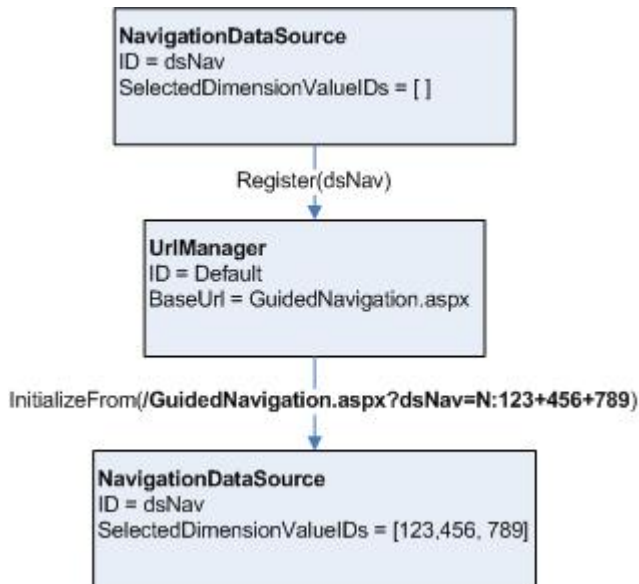 NavigationDataSource
ID = dsNav
SelectedDimensionValueIDs = [ ]
Register(dsNav)
UrlManager
ID = Default
BaseUrl = GuidedNavigation.aspx
InitializeFrom(/GuidedNavigation.aspx?dsNav=N:123+456+789)
NavigationDataSource
ID = dsNav
SelectedDimensionValueIDs = [123,456, 789]